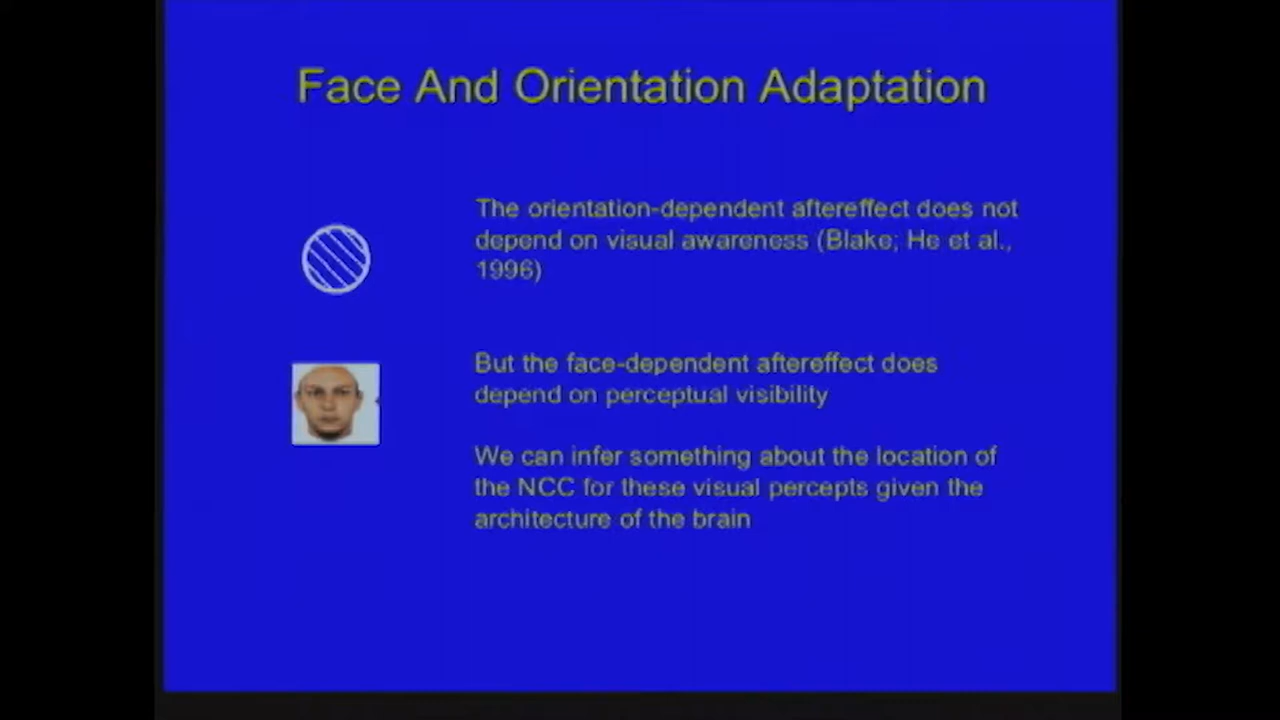 Face And Orientation Adaptation
The orientation-dependent aftereffect does not
depend on visual awareness (Blake; He et al.,
1996)
But the face-dependent aftereffect does
depend on perceptual visibility
We can infer something about the location of
the NCC for these visual percepts given the
architecture of the brain